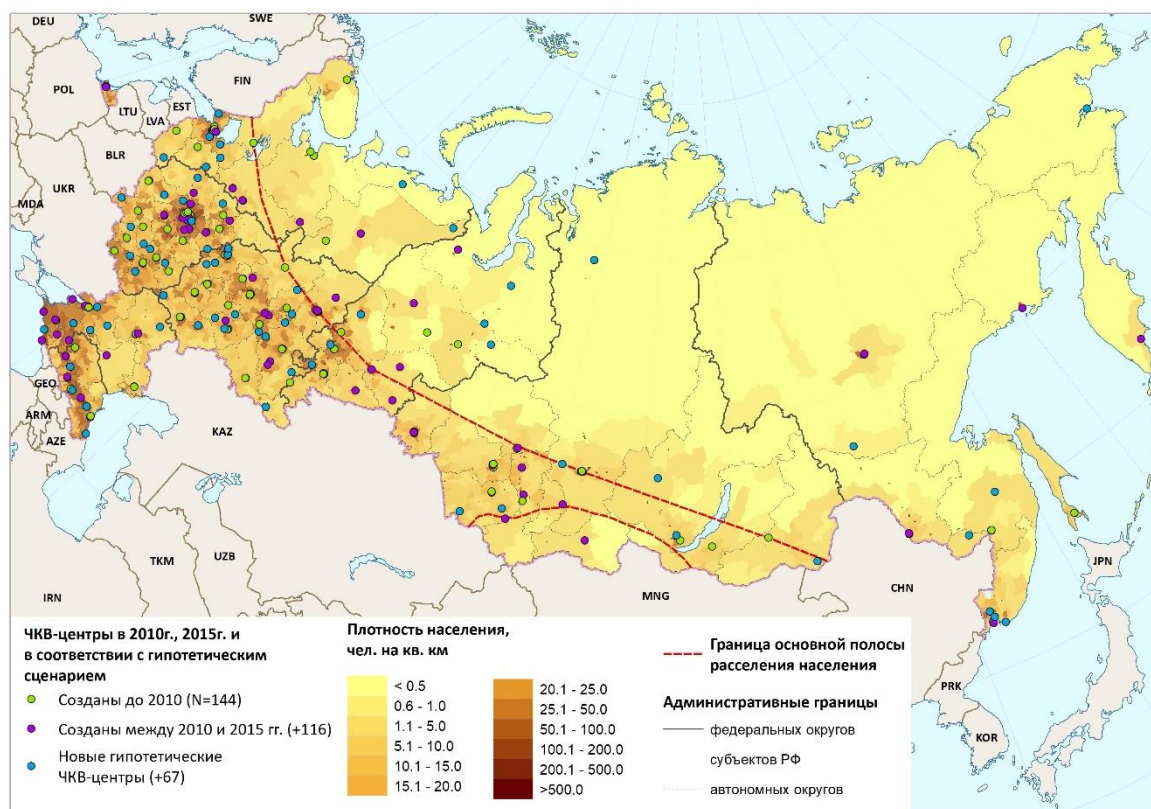 SWE
DEU
FIN
POL
EST
LTU
LVA
BLR
UKR
MDA
GEO
ARM
AZE
KAZ
TKM
UZB
IRN
MNG
CHN
JPN
PRK
KOR
ЧКВ-центры в 2010г., 2015г. и
в соответствии с гипотетическим
сценарием
Созданы до 2010 (N=144)
Созданы между 2010 и 2015 гг. (+116)
Новые гипотетические
ЧКВ-центры (+67)
Плотность населения,
чел. на кв. км
< 0.5
0.6 - 1.0
1.1 - 5.0
5.1 - 10.0
10.1 - 15.0
15.1 - 20.0
20.1 - 25.0
25.1 - 50.0
50.1 - 100.0
100.1 - 200.0
200.1 - 500.0
>500.0
Граница основной полосы
расселения населения
Административные границы
федеральных округов
субъектов РФ
автономных округов